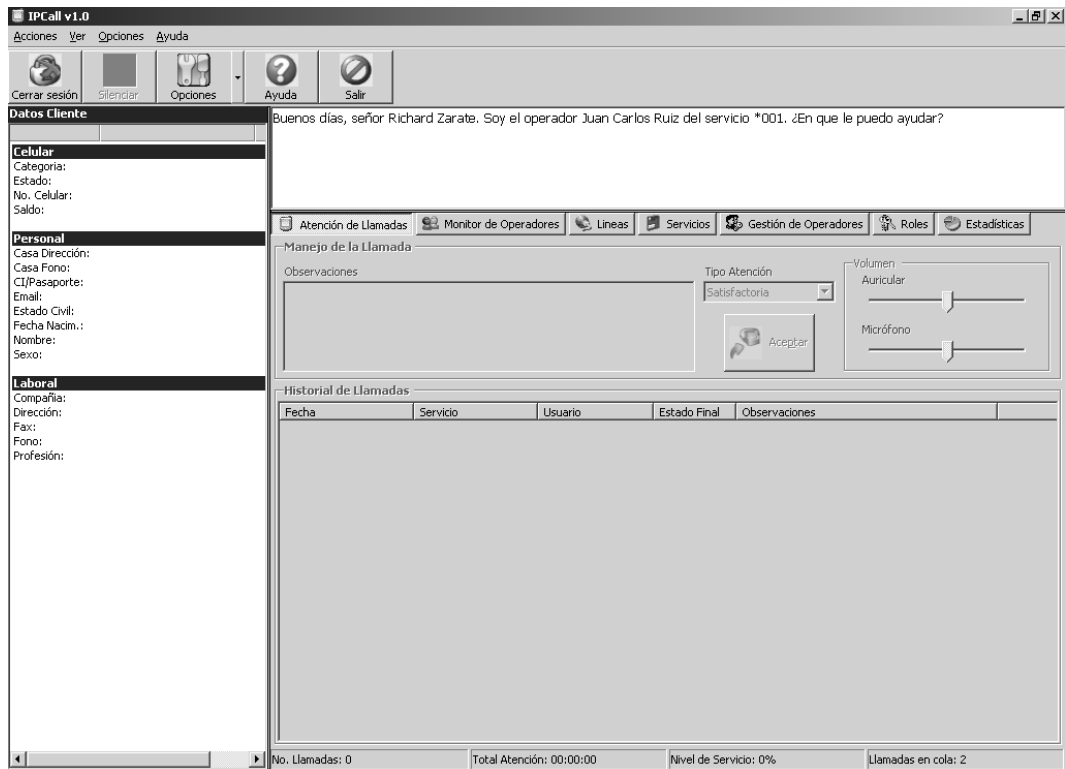 IPCall v1.0
Acciones Ver Opciones Ayuda
Cerrar sesión Silenciar Opciones Ayuda Salir
Datos Cliente
Celular
Categoria:
Estado:
No. Celular:
Saldo:
Personal
Casa Dirección:
Casa Fono:
CI/Pasaporte:
Email:
Estado Civil:
Fecha Nacim.:
Nombre:
Sexo:
Laboral
Compañia:
Dirección:
Fax:
Fono:
Profesión:
Buenos días, señor Richard Zarate. Soy el operador Juan Carlos Ruiz del servicio *001. ¿En que le puedo ayudar?
Atención de Llamadas Monitor de Operadores Lineas Servicios Gestión de Operadores Roles Estadísticas
Manejo de la Llamada
Observaciones
Tipo Atención
Satisfactoria
Aceptar
Volumen
Auricular
Micrófono
Historial de Llamadas
Fecha Servicio Usuario Estado Final Observaciones
No. Llamadas: 0 Total Atención: 00:00:00 Nivel de Servicio: 0% Llamadas en cola: 2